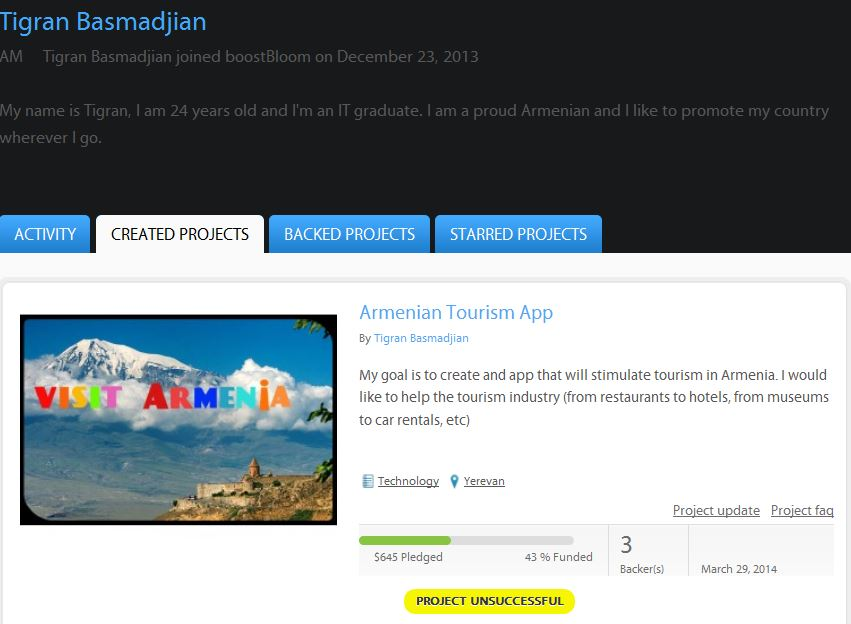 Tigran Basmadjian
AM Tigran Basmadjian joined boostBloom on December 23, 2013
My name is Tigran, I am 24 years old and I'm an IT graduate. I am a proud Armenian and I like to promote my country
wherever I go.
ACTIVITY CREATED PROJECTS BACKED PROJECTS STARRED PROJECTS
VISIT ARMENIA
Armenian Tourism App
By Tigran Basmadjian
My goal is to create and app that will stimulate tourism in Armenia. I would
like to help the tourism industry (from restaurants to hotels, from museums
to car rentals, etc)
Technology Yerevan
Project update Project faq
$645 Pledged 43 % Funded
3
Backer(s)
March 29, 2014
PROJECT UNSUCCESSFUL